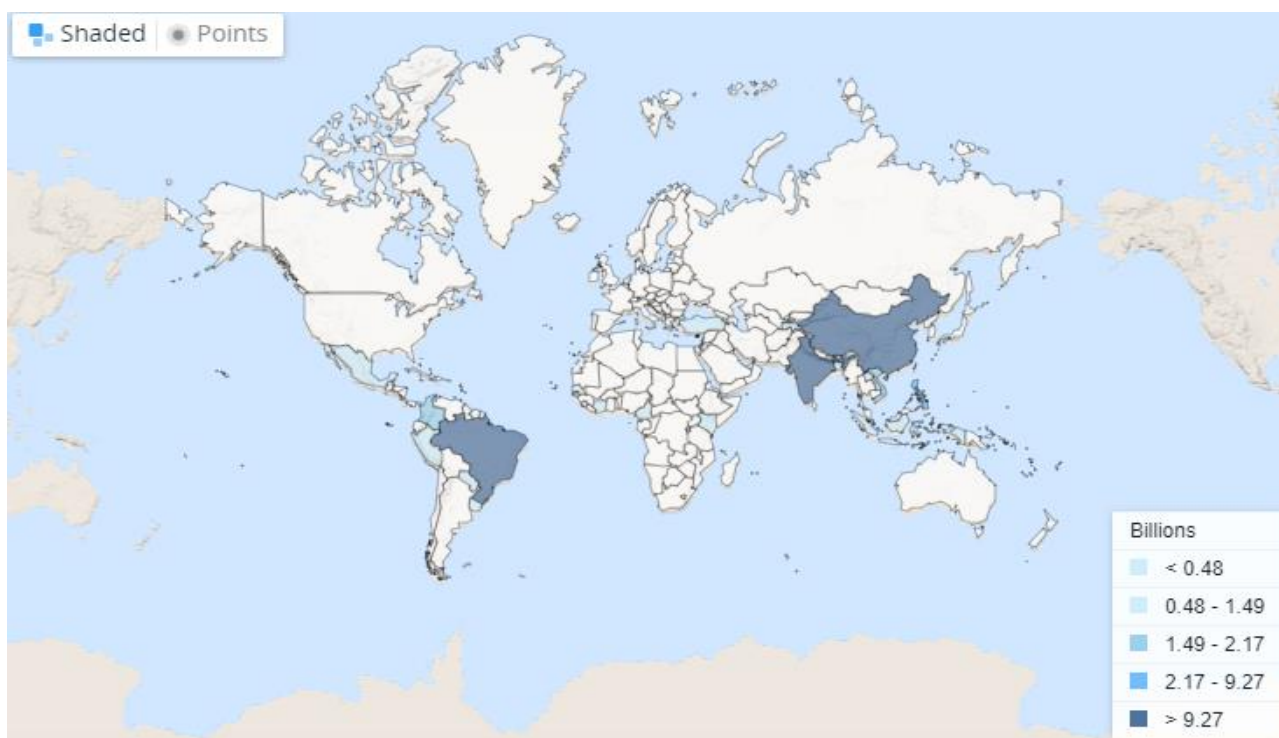 Shaded Points
Billions
< 0.48
0.48 - 1.49
1.49 - 2.17
2.17 - 9.27
> 9.27